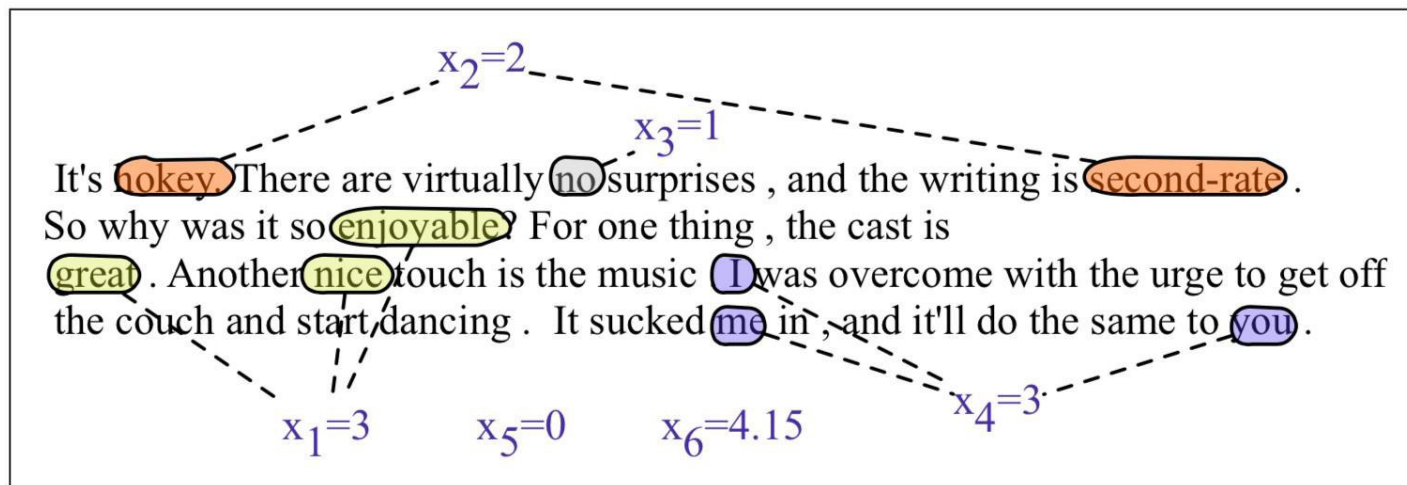 x2=2
x3=1
It's hokey. There are virtually no surprises , and the writing is second-rate .
So why was it so enjoyable? For one thing , the cast is
great . Another nice touch is the music . I was overcome with the urge to get off
the couch and start dancing . It sucked me in , and it'll do the same to you .
x4=3
x1=3 x5=0 x6=4.15